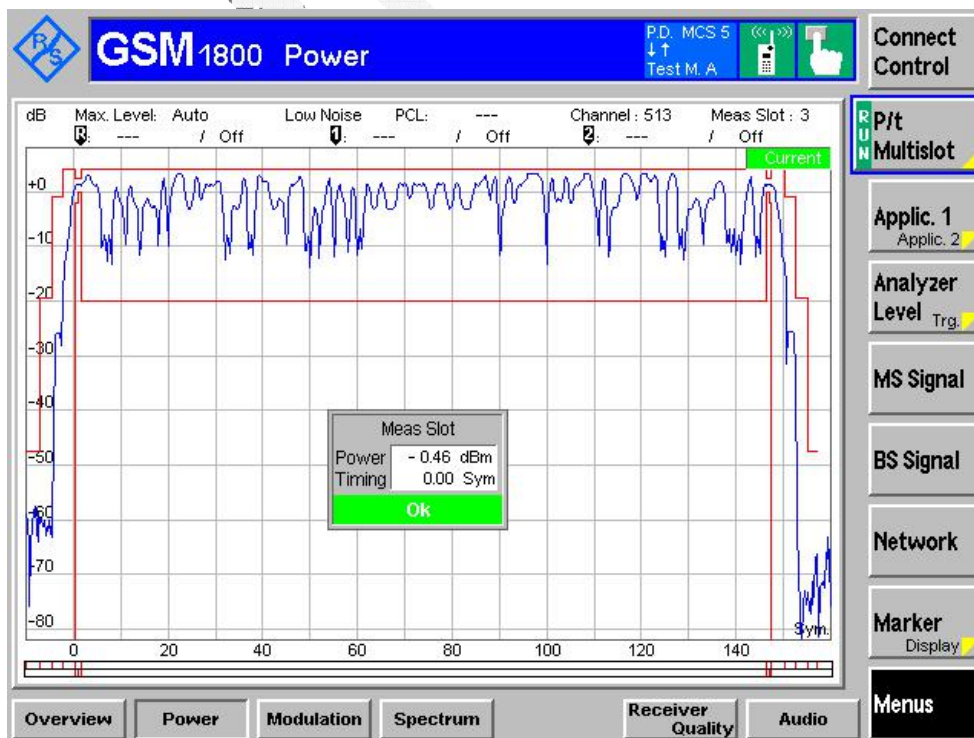 R/S GSM1800 Power
P.D. MCS 5
↓↑
Test M. A
Connect
Control
dB Max. Level: Auto Low Noise PCL: --- Channel : 513 Meas Slot : 3
R: --- / Off 1: --- / Off 2: --- / Off
Current
RUN
P/t
Multislot
Applic. 1
Applic. 2
Analyzer
Level Trg.
MS Signal
BS Signal
Network
Marker
Display
Menus
+0
-10
-20
-30
-40
-50
-60
-70
-80
Meas Slot
Power - 0.46 dBm
Timing 0.00 Sym
Ok
Sym.
0 20 40 60 80 100 120 140
Overview Power Modulation Spectrum Receiver Quality Audio